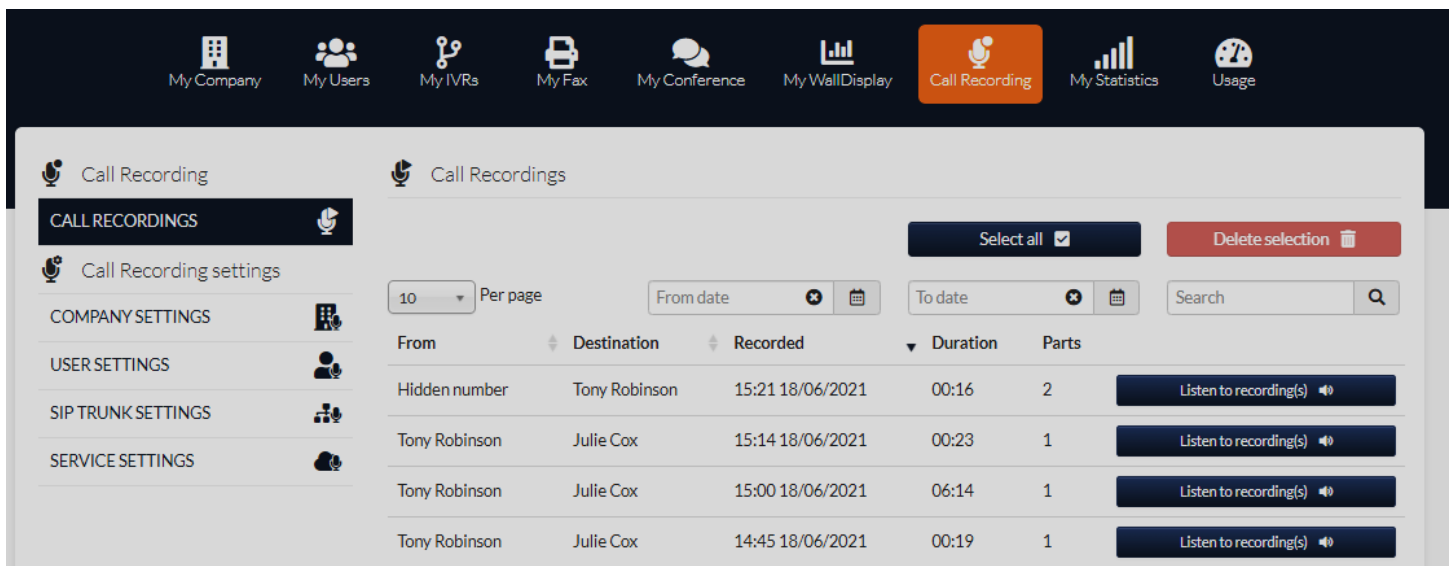 My Company My Users My IVRs My Fax My Conference My WallDisplay Call Recording My Statistics Usage
Call Recording
CALL RECORDINGS
Call Recording settings
COMPANY SETTINGS
USER SETTINGS
SIP TRUNK SETTINGS
SERVICE SETTINGS
Call Recordings
Select all Delete selection
10 Per page From date To date Search
From Destination Recorded Duration Parts
Hidden number Tony Robinson 15:21 18/06/2021 00:16 2 Listen to recording(s)
Tony Robinson Julie Cox 15:14 18/06/2021 00:23 1 Listen to recording(s)
Tony Robinson Julie Cox 15:00 18/06/2021 06:14 1 Listen to recording(s)
Tony Robinson Julie Cox 14:45 18/06/2021 00:19 1 Listen to recording(s)